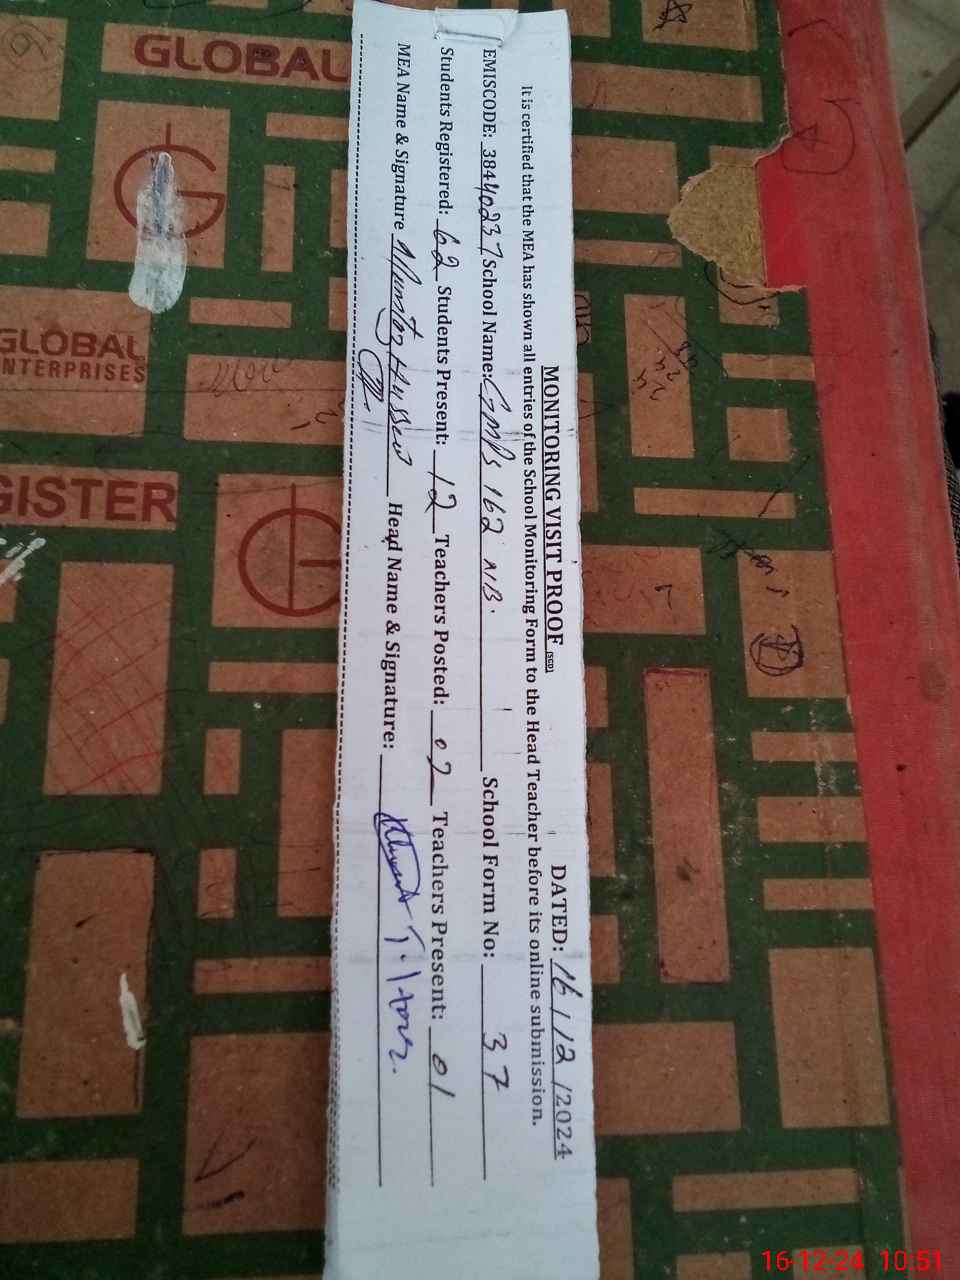 MONITORING VISIT PROOF [SGD] DATED: 16/12/2024
It is certified that the MEA has shown all entries of the School Monitoring Form to the Head Teacher before its online submission.
EMISCODE: 38440237 School Name: GMPS 162 NB. School Form No: 37
Students Registered: 62 Students Present: 12 Teachers Posted: 02 Teachers Present: 01
MEA Name & Signature Mumtaz Hussain Head Name & Signature:
GLOBAL
GLOBAL
ENTERPRISES
GISTER
16-12-24 10:51